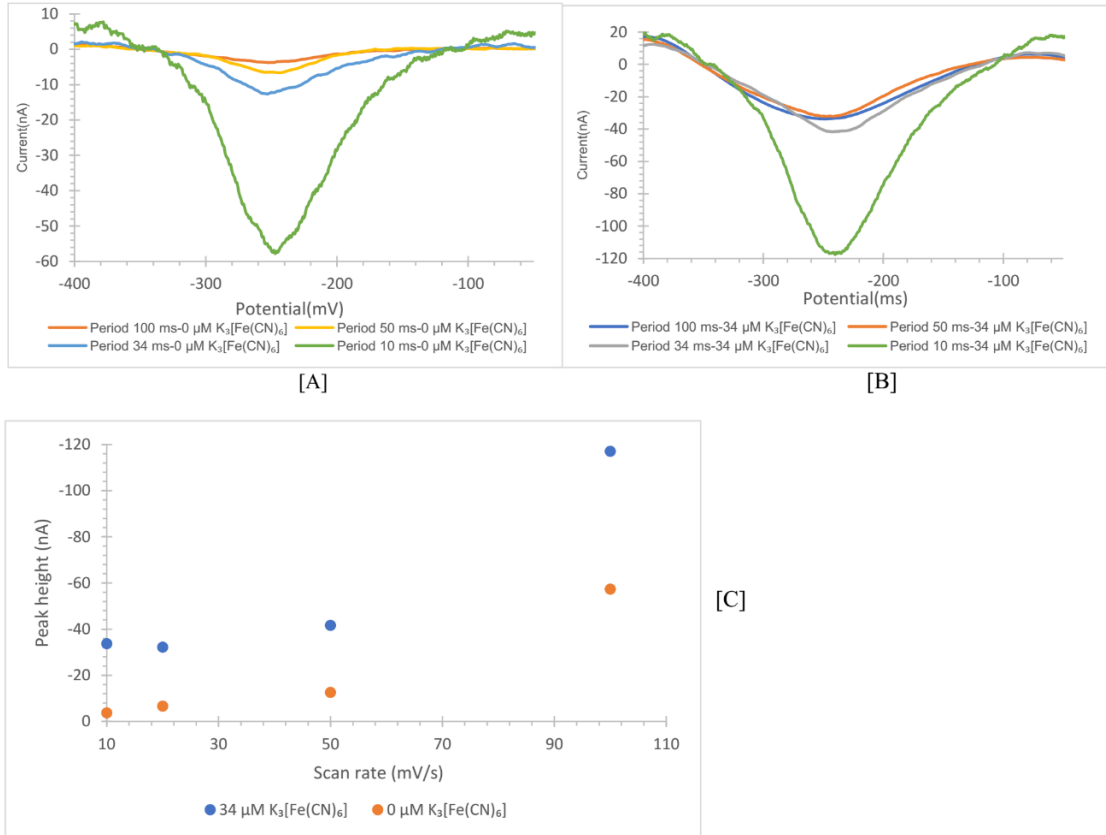 10
0
-10
-20
-30
-40
-50
-60
Current(nA)
-400 -300 -200 -100
Potential(mV)
Period 100 ms-0 µM K₃[Fe(CN)₆] Period 50 ms-0 µM K₃[Fe(CN)₆]
Period 34 ms-0 µM K₃[Fe(CN)₆] Period 10 ms-0 µM K₃[Fe(CN)₆]
[A]
20
0
-20
-40
-60
-80
-100
-120
Current(nA)
-400 -300 -200 -100
Potential(ms)
Period 100 ms-34 µM K₃[Fe(CN)₆] Period 50 ms-34 µM K₃[Fe(CN)₆]
Period 34 ms-34 µM K₃[Fe(CN)₆] Period 10 ms-34 µM K₃[Fe(CN)₆]
[B]
-120
-100
-80
-60
-40
-20
0
Peak height (nA)
10 30 50 70 90 110
Scan rate (mV/s)
34 µM K₃[Fe(CN)₆] 0 µM K₃[Fe(CN)₆]
[C]